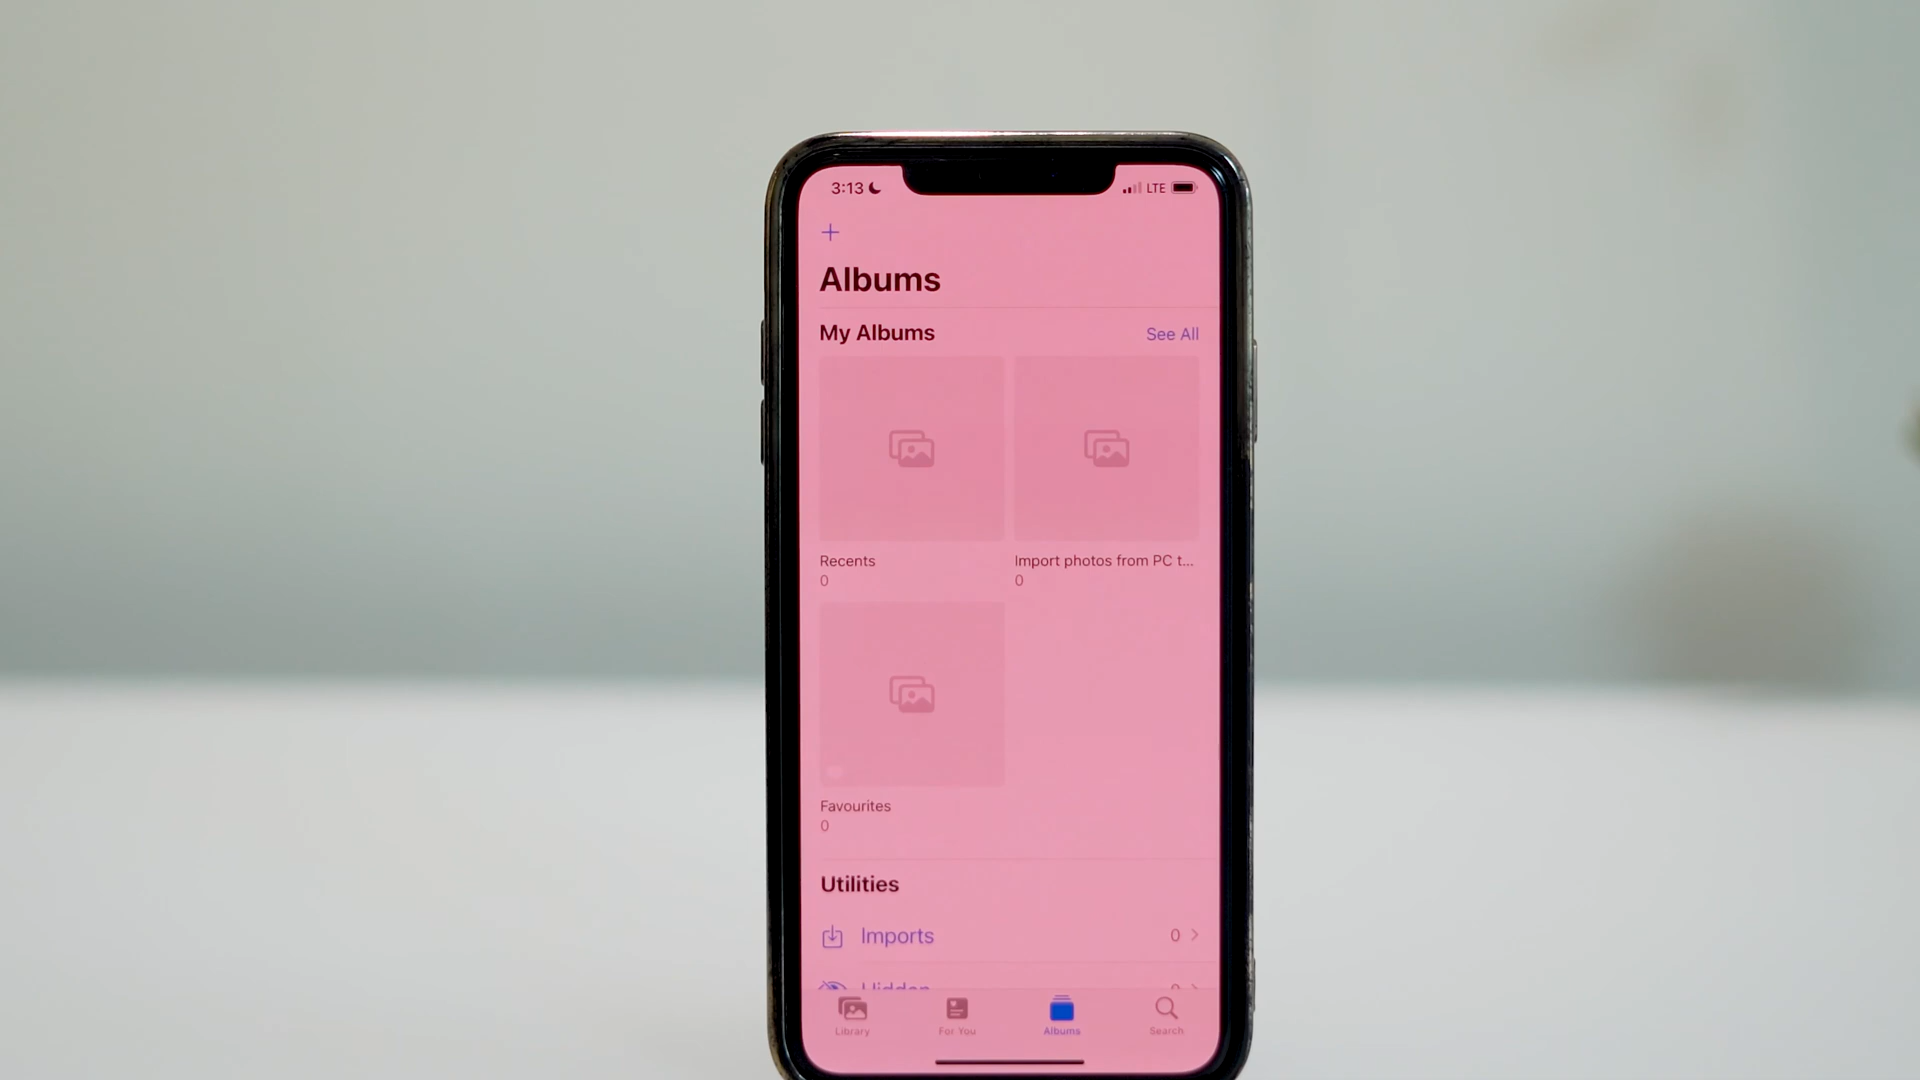 3:13
LTE
Albums
My Albums
See All
Recents
0
Import photos from PC t...
0
Favourites
0
Utilities
Imports
0
Hidden
0
Library
For You
Albums
Search